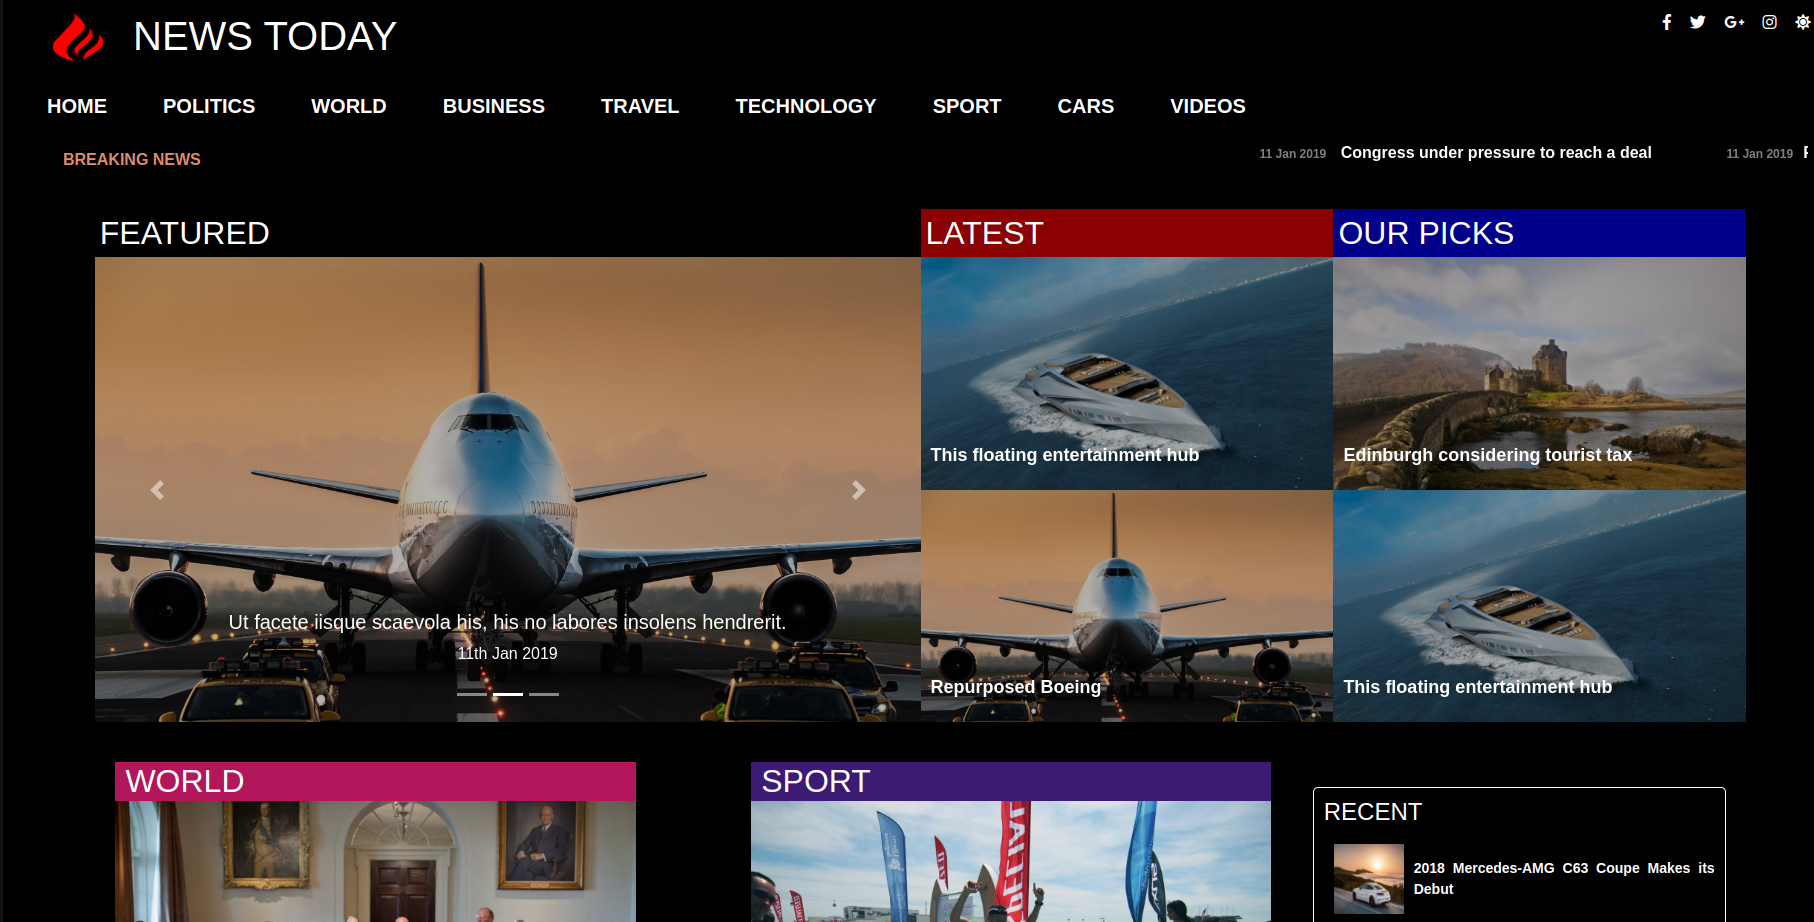 NEWS TODAY
HOME POLITICS WORLD BUSINESS TRAVEL TECHNOLOGY SPORT CARS VIDEOS
BREAKING NEWS
11 Jan 2019 Congress under pressure to reach a deal 11 Jan 2019
FEATURED
LATEST
OUR PICKS
This floating entertainment hub
Edinburgh considering tourist tax
Ut facete iisque scaevola his, his no labores insolens hendrerit.
11th Jan 2019
Repurposed Boeing
This floating entertainment hub
WORLD
SPORT
RECENT
2018 Mercedes-AMG C63 Coupe Makes its
Debut